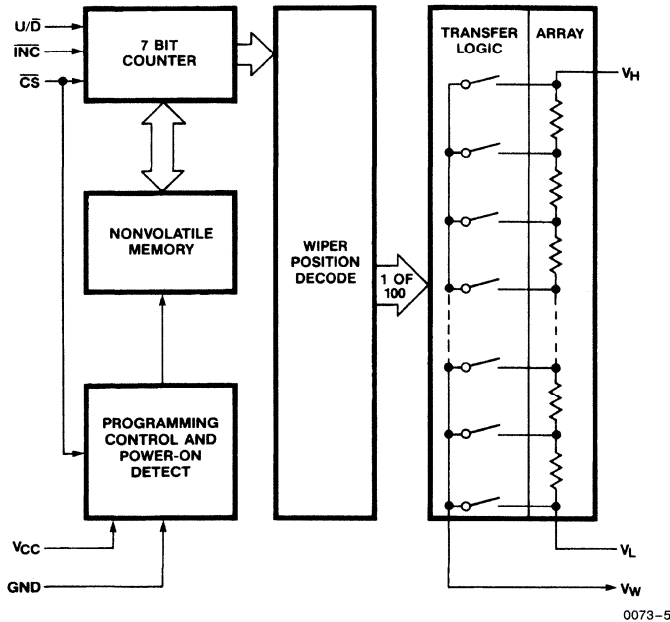 U/D̅
I̅N̅C̅
C̅S̅
7 BIT
COUNTER
NONVOLATILE
MEMORY
PROGRAMMING
CONTROL AND
POWER-ON
DETECT
VCC
GND
WIPER
POSITION
DECODE
1 OF
100
TRANSFER
LOGIC
ARRAY
VH
VL
VW
0073–5